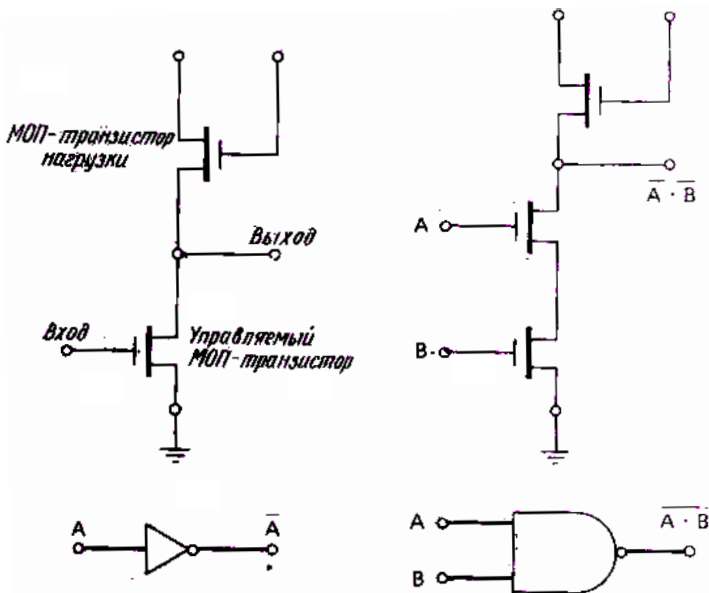 МОП-транзистор
нагрузки
Выход
Вход
Управляемый
МОП-транзистор
A̅ · B̅
A
B
A
A̅
A
B
A̅ ̅·̅ ̅B̅